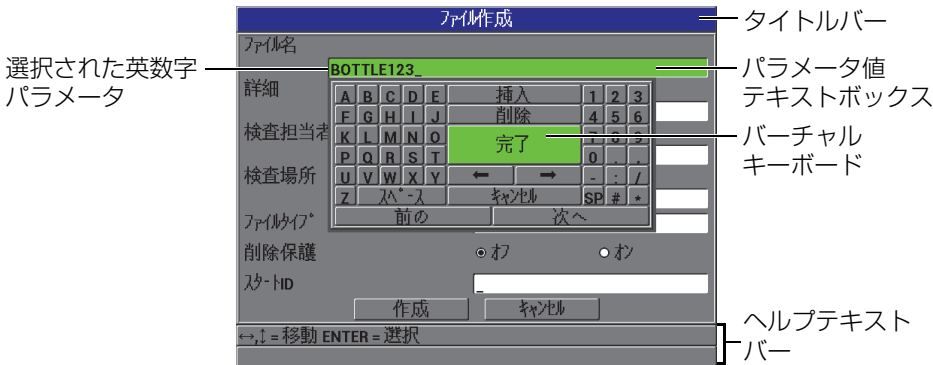 ﾌｧｲﾙ作成
タイトルバー
ﾌｧｲﾙ名
選択された英数字
パラメータ
BOTTLE123_
パラメータ値
テキストボックス
詳細
A B C D E 挿入 1 2 3
F G H I J 削除 4 5 6
検査担当者
K L M N O 完了 7 8 9
バーチャル
キーボード
P Q R S T 0 . ,
検査場所
U V W X Y ← → - : /
Z ｽﾍﾟｰｽ ｷｬﾝｾﾙ SP # *
ﾌｧｲﾙﾀｲﾌﾟ
前の 次へ
削除保護 ｵﾌ ｵﾝ
ｽﾀｰﾄID _
作成 ｷｬﾝｾﾙ
↔,↕ = 移動 ENTER = 選択
ヘルプテキスト
バー